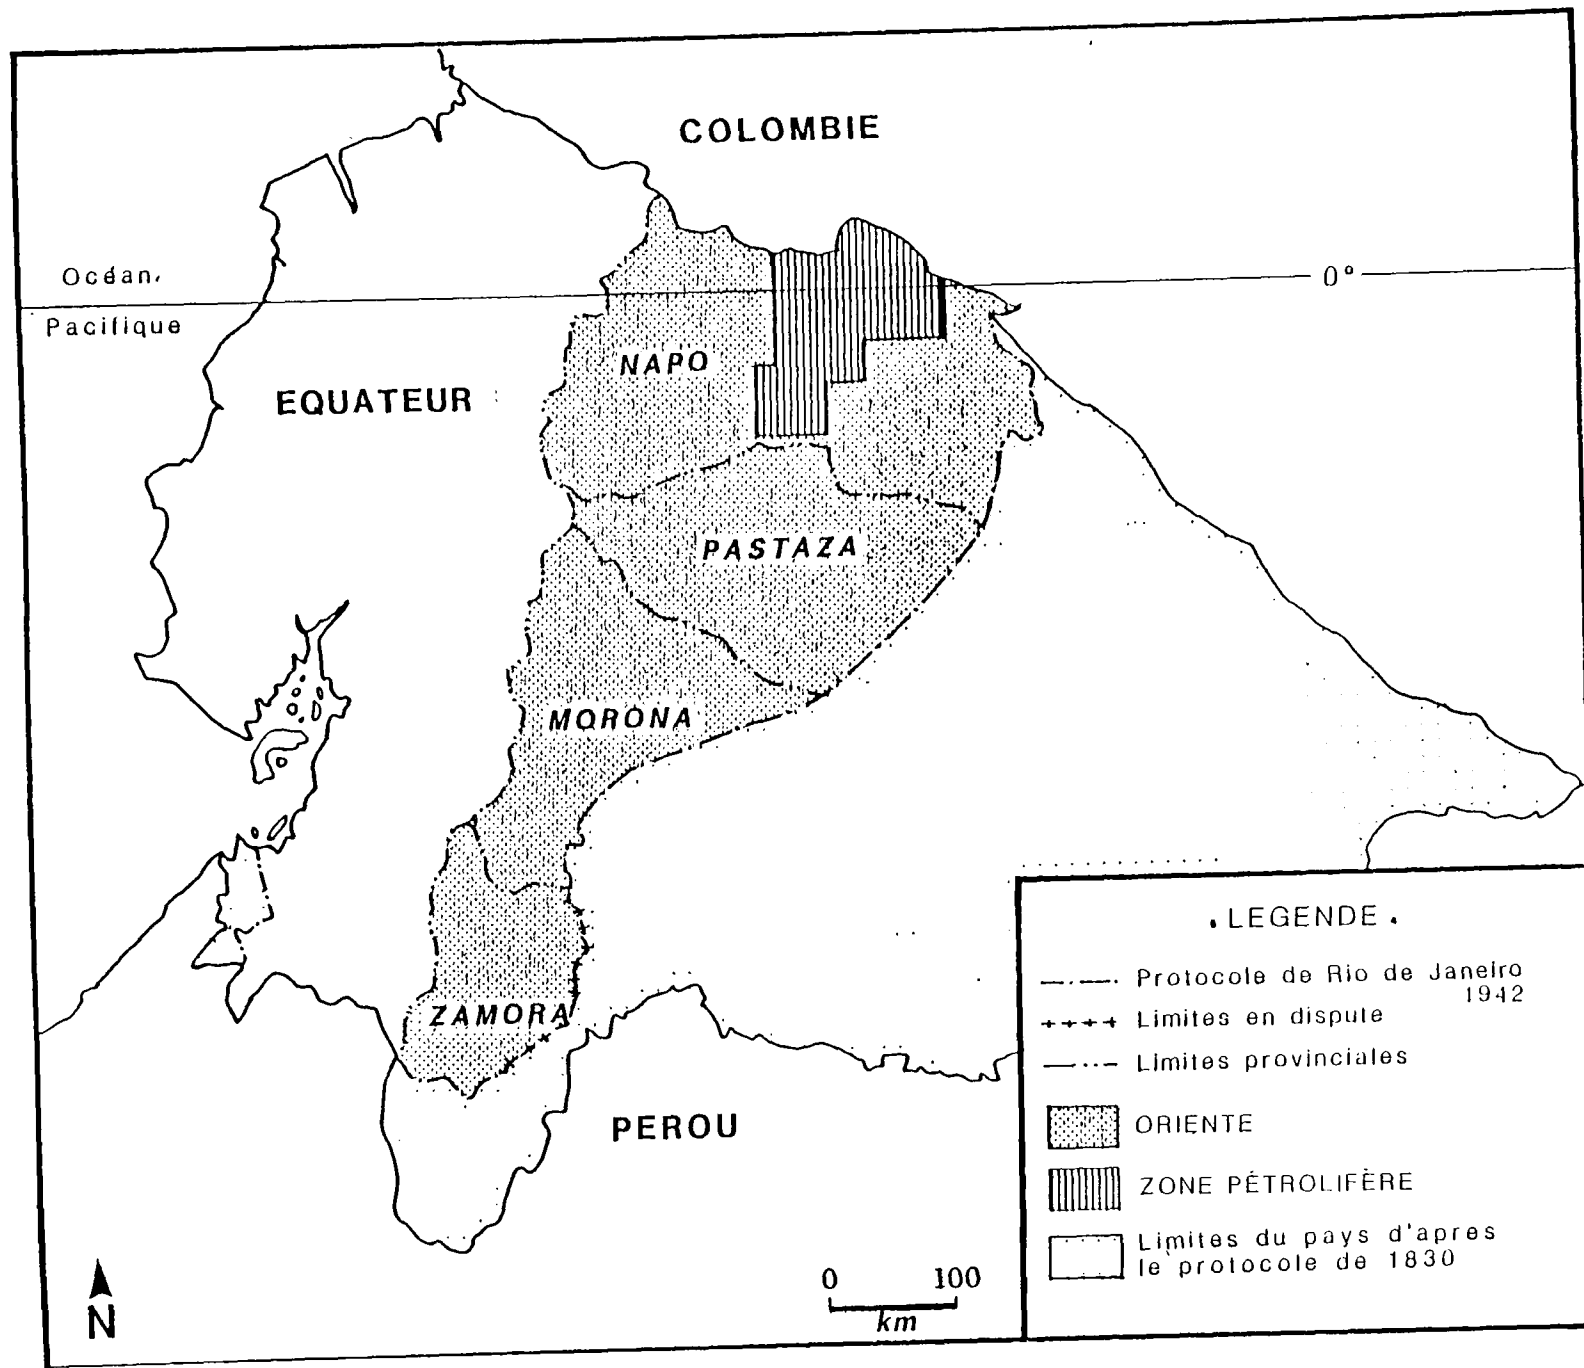 COLOMBIE
Océan
Pacifique
0°
NAPO
EQUATEUR
PASTAZA
MORONA
ZAMORA
PEROU
LEGENDE
Protocole de Rio de Janeiro
1942
Limites en dispute
Limites provinciales
ORIENTE
ZONE PÉTROLIFÈRE
Limites du pays d'apres
le protocole de 1830
0 100
km
N